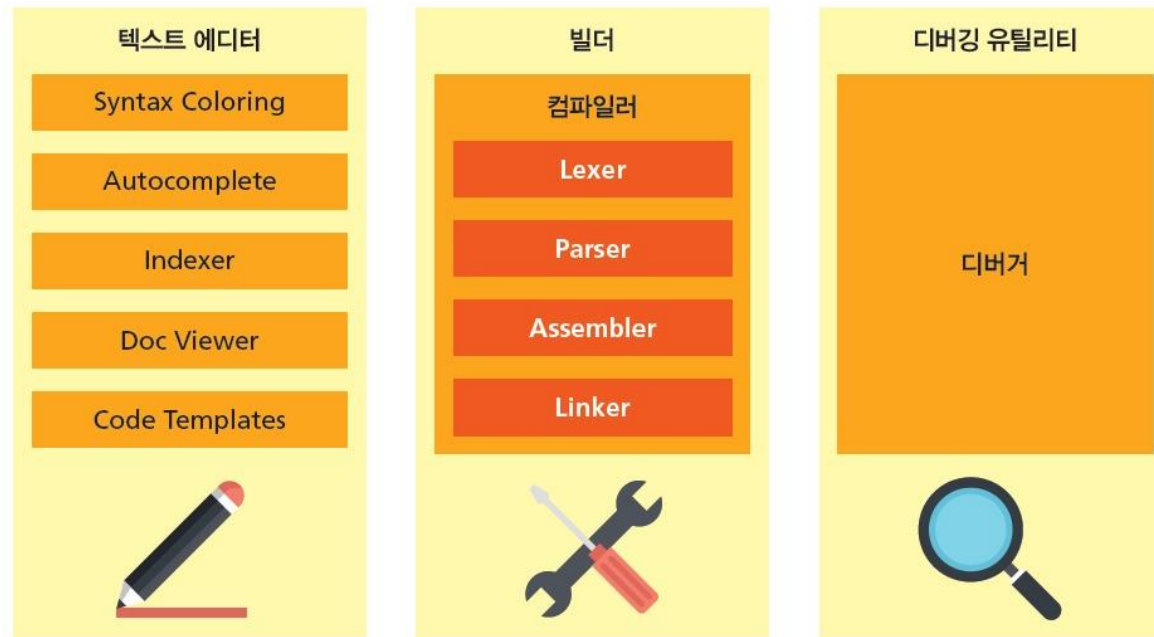 텍스트 에디터
Syntax Coloring
Autocomplete
Indexer
Doc Viewer
Code Templates
빌더
컴파일러
Lexer
Parser
Assembler
Linker
디버깅 유틸리티
디버거